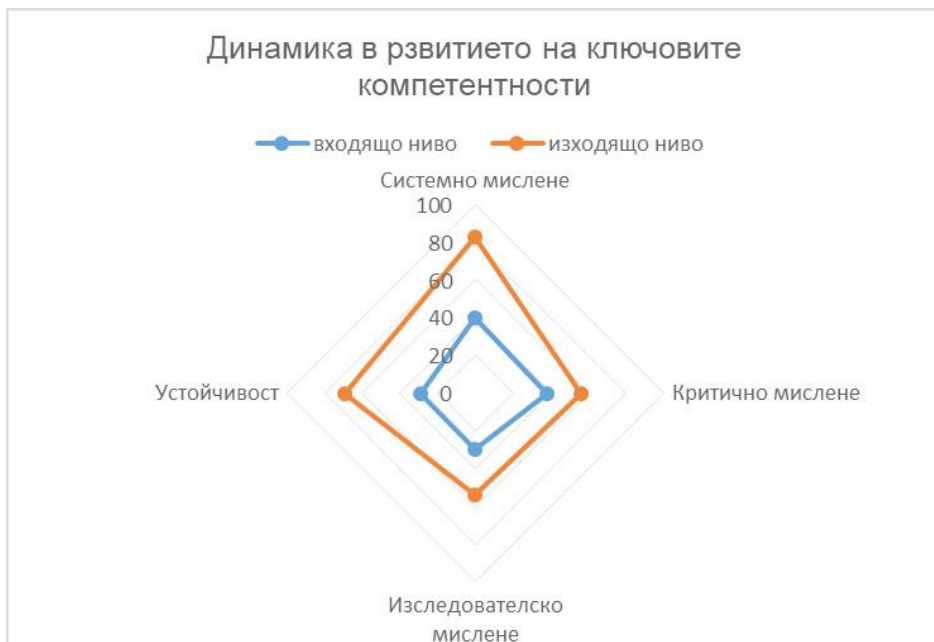 Динамика в рзвитието на ключовите
компетентности
входящо ниво
изходящо ниво
Системно мислене
100
80
60
40
20
0
Устойчивост
Критично мислене
Изследователско
мислене